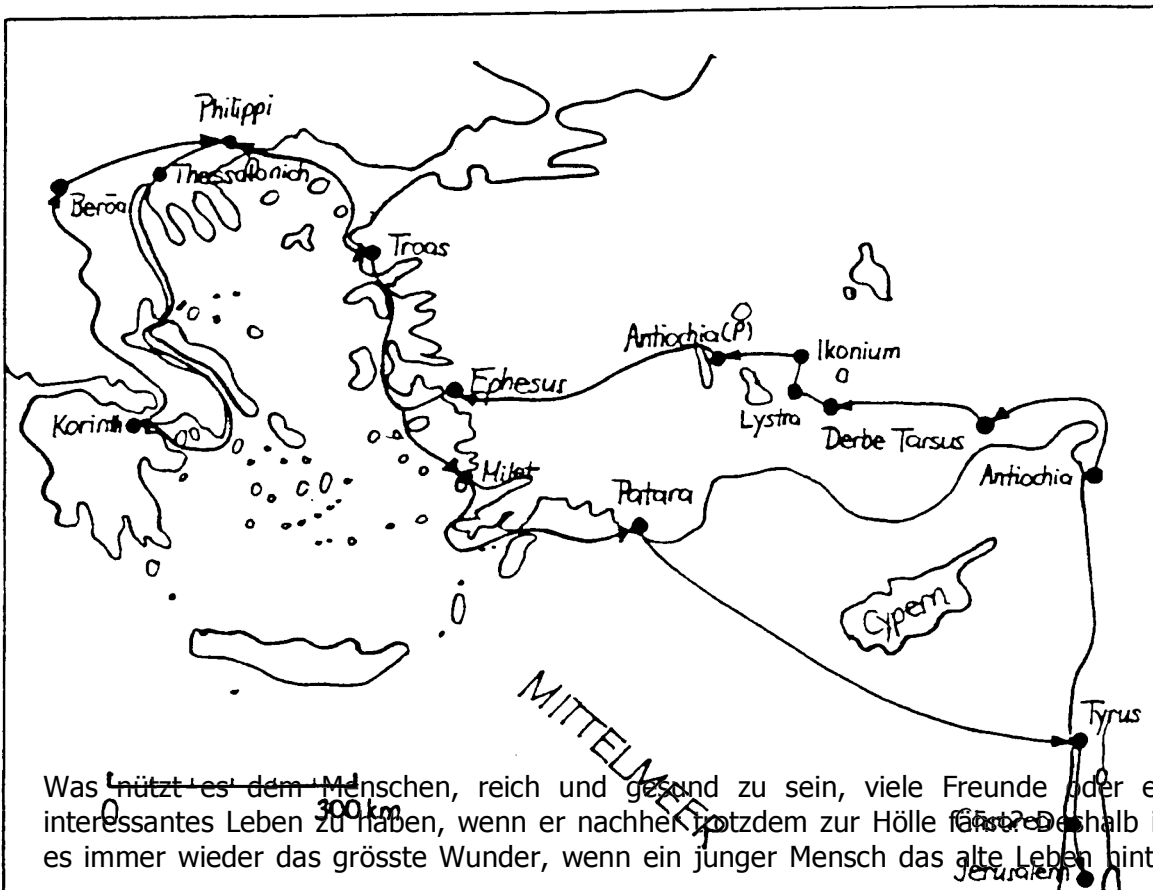 Philippi
Thessalonich
Beröa
Troas
Antiochia(P)
Ikonium
Ephesus
Lystra
Korinth
Derbe Tarsus
Milet
Antiochia
Patara
Cypern
MITTELMEER
Tyrus
0 300 km
Was nützt es dem Menschen, reich und gesund zu sein, viele Freunde oder e
interessantes Leben zu haben, wenn er nachher trotzdem zur Hölle fährt? Deshalb i
es immer wieder das grösste Wunder, wenn ein junger Mensch das alte Leben hint
Jerusalem